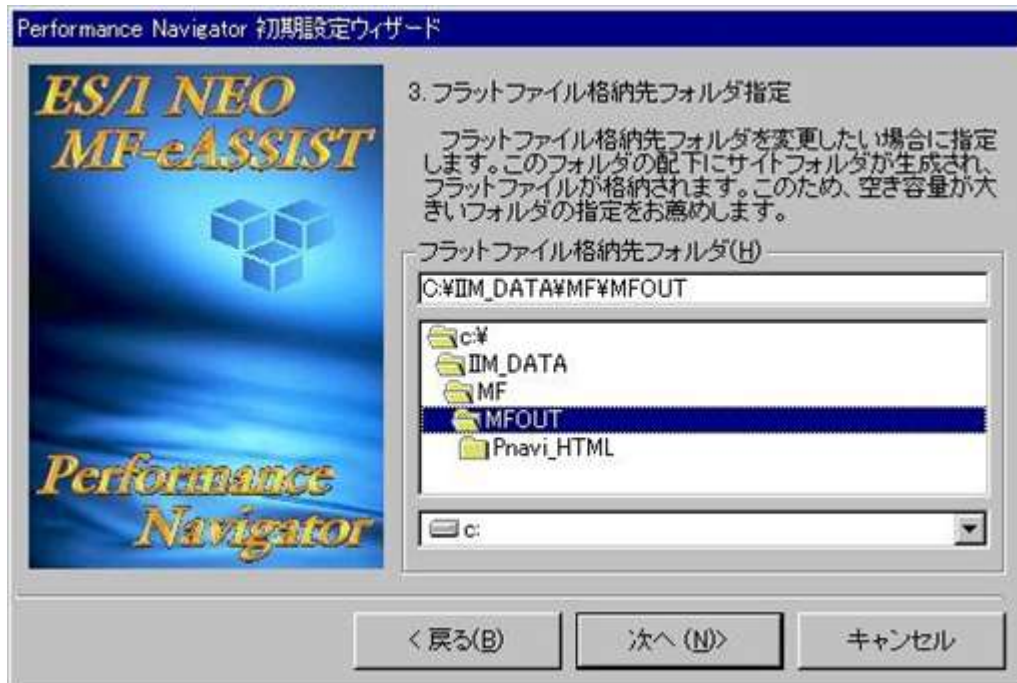 Performance Navigator 初期設定ウィザード
ES/1 NEO
MF-eASSIST
Performance
Navigator
3. フラットファイル格納先フォルダ指定
フラットファイル格納先フォルダを変更したい場合に指定
します。このフォルダの配下にサイトフォルダが生成され、
フラットファイルが格納されます。このため、空き容量が大
きいフォルダの指定をお薦めします。
フラットファイル格納先フォルダ(H)
C:¥IIM_DATA¥MF¥MFOUT
c:¥
IIM_DATA
MF
MFOUT
Pnavi_HTML
c:
< 戻る(B)
次へ (N)>
キャンセル